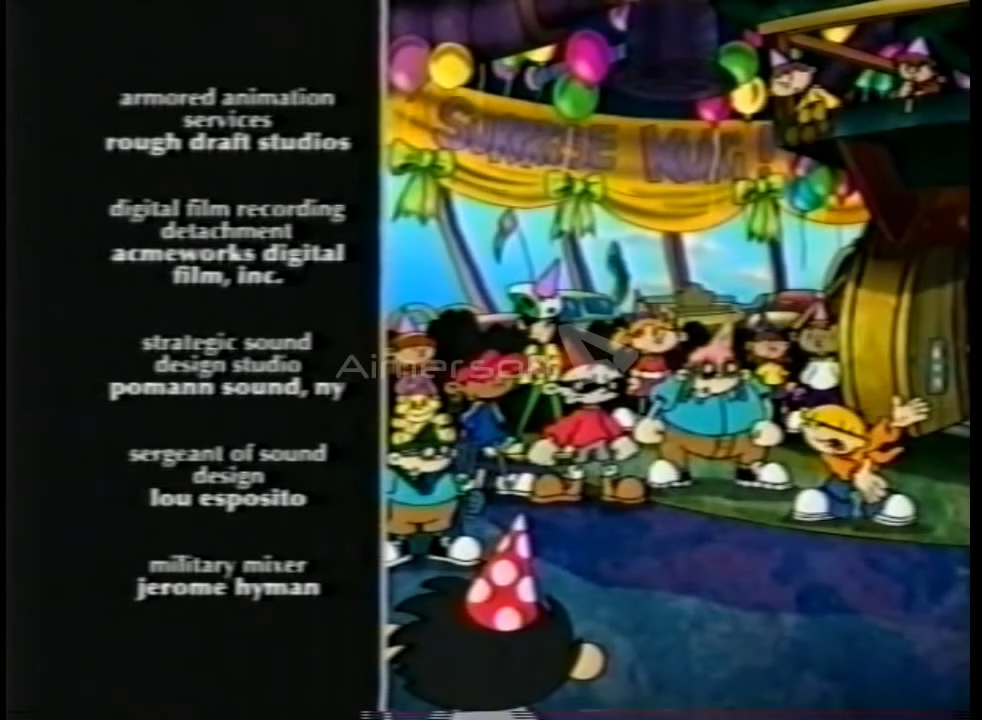 armored animation
services
rough draft studios
digital film recording
detachment
acmeworks digital
film, inc.
strategic sound
design studio
pomann sound, ny
sergeant of sound
design
lou esposito
military mixer
jerome hyman